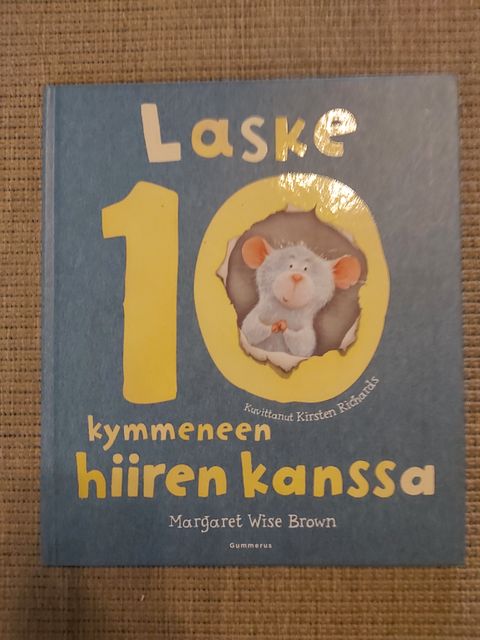 Laske
10
Kuvittanut Kirsten Richards
kymmeneen
hiiren kanssa
Margaret Wise Brown
Gummerus